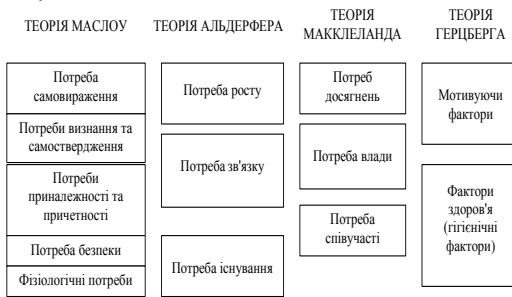 ТЕОРІЯ МАСЛОУ
ТЕОРІЯ АЛЬДЕРФЕРА
ТЕОРІЯ
МАККЛЕЛАНДА
ТЕОРІЯ
ГЕРЦБЕРГА
Потреба
самовираження
Потреби визнання та
самоствердження
Потреби
приналежності та
причетності
Потреба безпеки
Фізіологічні потреби
Потреба росту
Потреба зв'язку
Потреба існування
Потреб
досягнень
Потреба влади
Потреба
співучасті
Мотивуючи
фактори
Фактори
здоров'я
(гігієнічні
фактори)